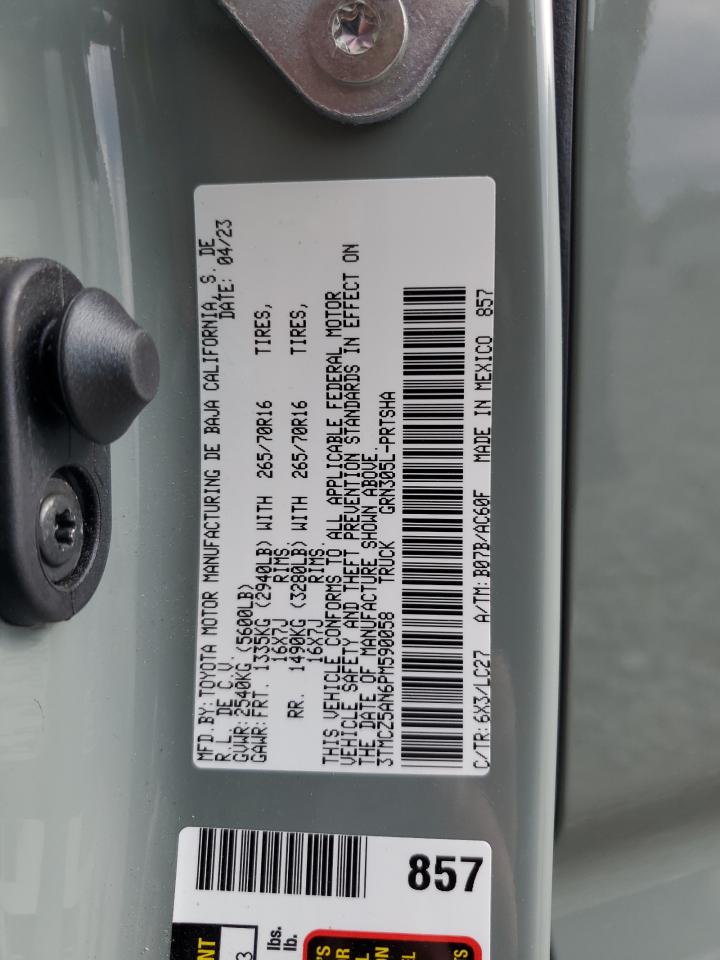 MFD.BY:TOYOTA MOTOR MANUFACTURING DE BAJA CALIFORNIA, S. DE
R.L. DE C.V. DATE: 04/23
GVWR:2540KG (5600LB)
GAWR:FRT. 1335KG (2940LB) WITH 265/70R16 TIRES,
16X7J RIMS.
RR. 1490KG (3280LB) WITH 265/70R16 TIRES,
16X7J RIMS.
THIS VEHICLE CONFORMS TO ALL APPLICABLE FEDERAL MOTOR
VEHICLE SAFETY AND THEFT PREVENTION STANDARDS IN EFFECT ON
THE DATE OF MANUFACTURE SHOWN ABOVE.
3TMCZ5AN6PM590058 TRUCK GRN305L-PRTSHA
C/TR:6X3/LC27 A/TM:B07B/AC60F MADE IN MEXICO 857
857
lbs.
lb.